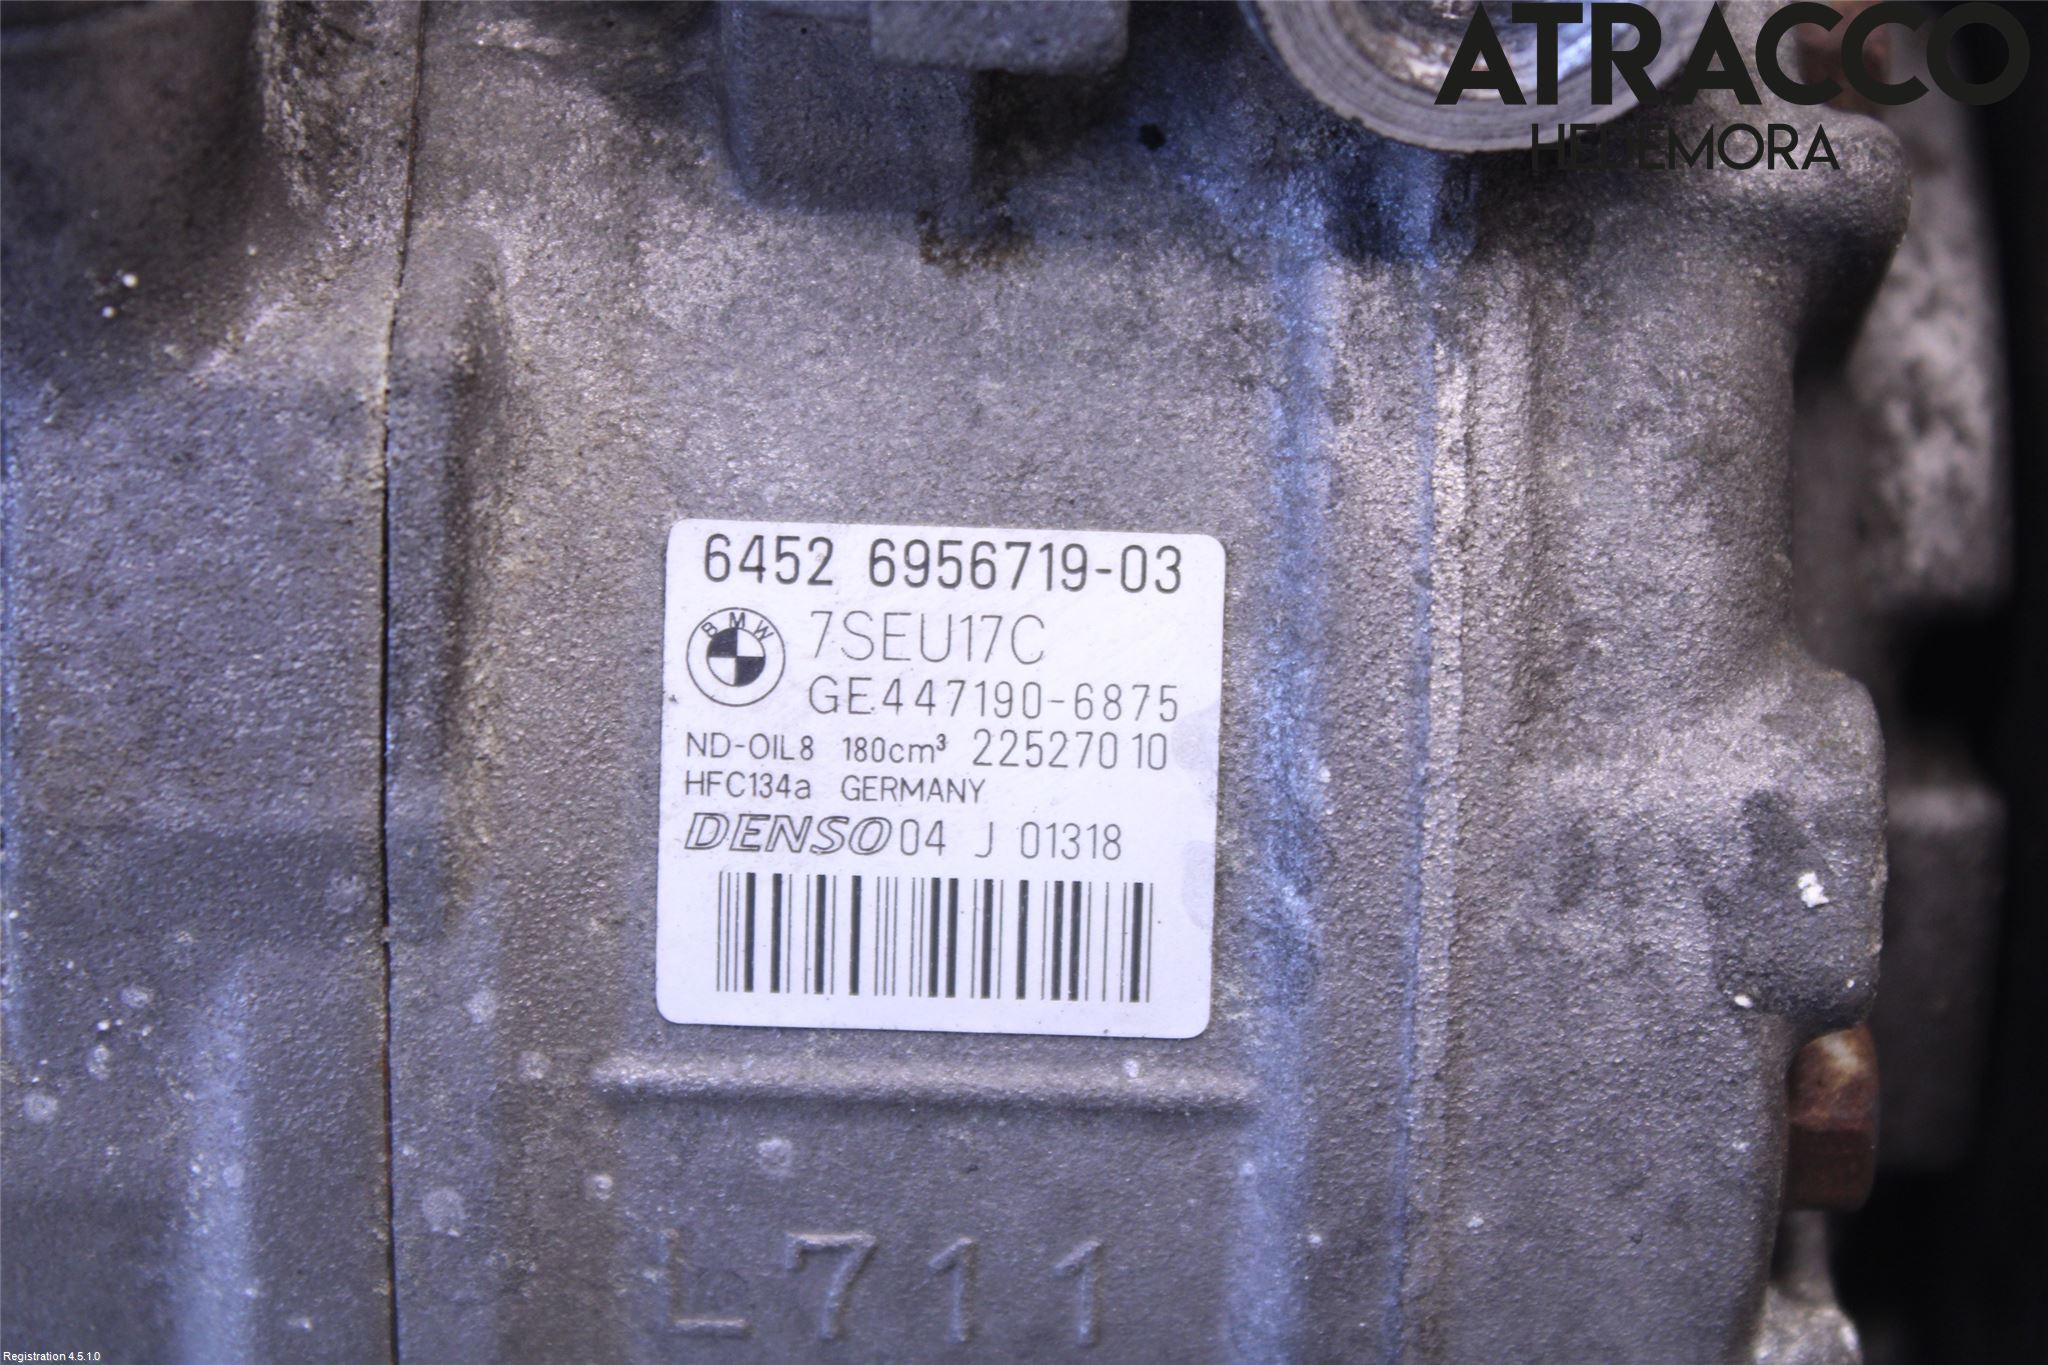 ATRACCO
HEDEMORA
6452 6956719-03
BMW
7SEU17C
GE447190-6875
ND-OIL8 180cm³ 22527010
HFC134a GERMANY
DENSO 04 J 01318
L711
Registration 4.5.1.0